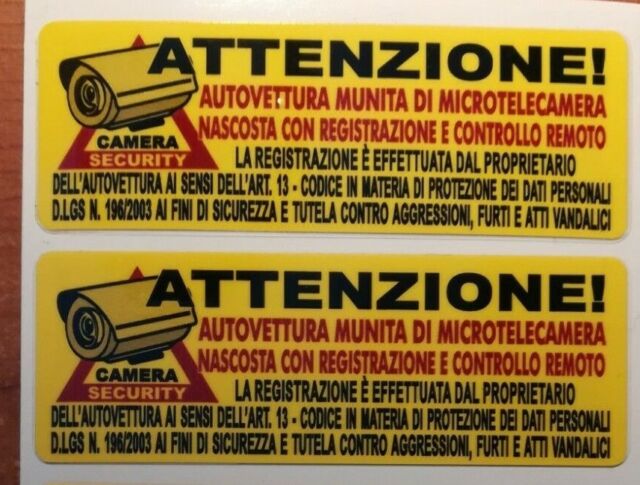 ATTENZIONE!
AUTOVETTURA MUNITA DI MICROTELECAMERA
NASCOSTA CON REGISTRAZIONE E CONTROLLO REMOTO
CAMERA
SECURITY
LA REGISTRAZIONE È EFFETTUATA DAL PROPRIETARIO
DELL'AUTOVETTURA AI SENSI DELL'ART. 13 - CODICE IN MATERIA DI PROTEZIONE DEI DATI PERSONALI
D.LGS N. 196/2003 AI FINI DI SICUREZZA E TUTELA CONTRO AGGRESSIONI, FURTI E ATTI VANDALICI
ATTENZIONE!
AUTOVETTURA MUNITA DI MICROTELECAMERA
NASCOSTA CON REGISTRAZIONE E CONTROLLO REMOTO
CAMERA
SECURITY
LA REGISTRAZIONE È EFFETTUATA DAL PROPRIETARIO
DELL'AUTOVETTURA AI SENSI DELL'ART. 13 - CODICE IN MATERIA DI PROTEZIONE DEI DATI PERSONALI
D.LGS N. 196/2003 AI FINI DI SICUREZZA E TUTELA CONTRO AGGRESSIONI, FURTI E ATTI VANDALICI